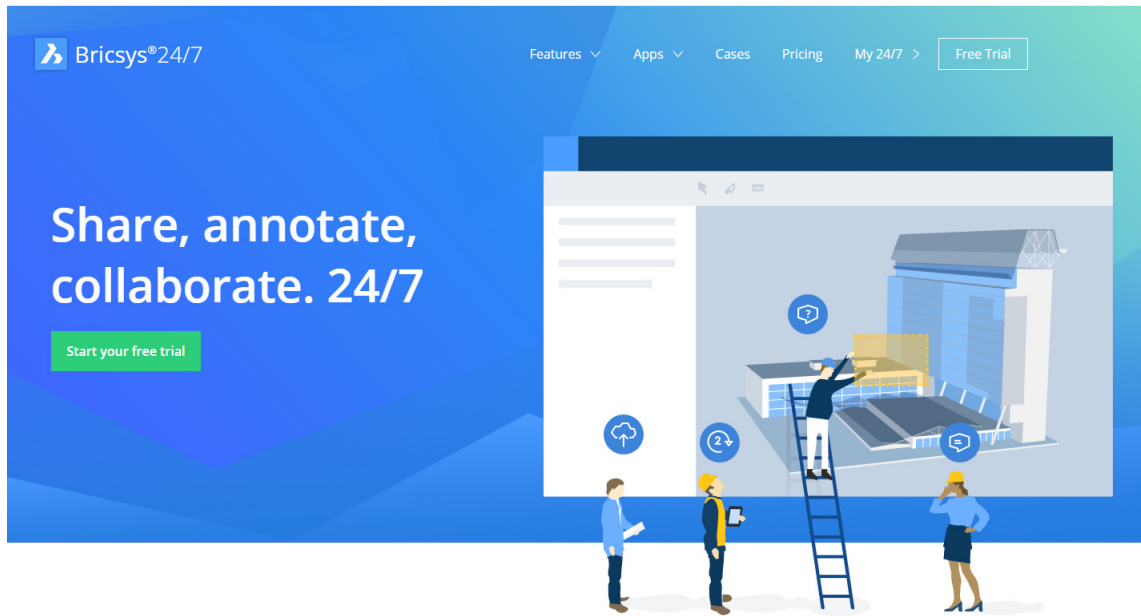 Bricsys®24/7
Features
Apps
Cases
Pricing
My 24/7
Free Trial
Share, annotate,
collaborate. 24/7
Start your free trial
?
2